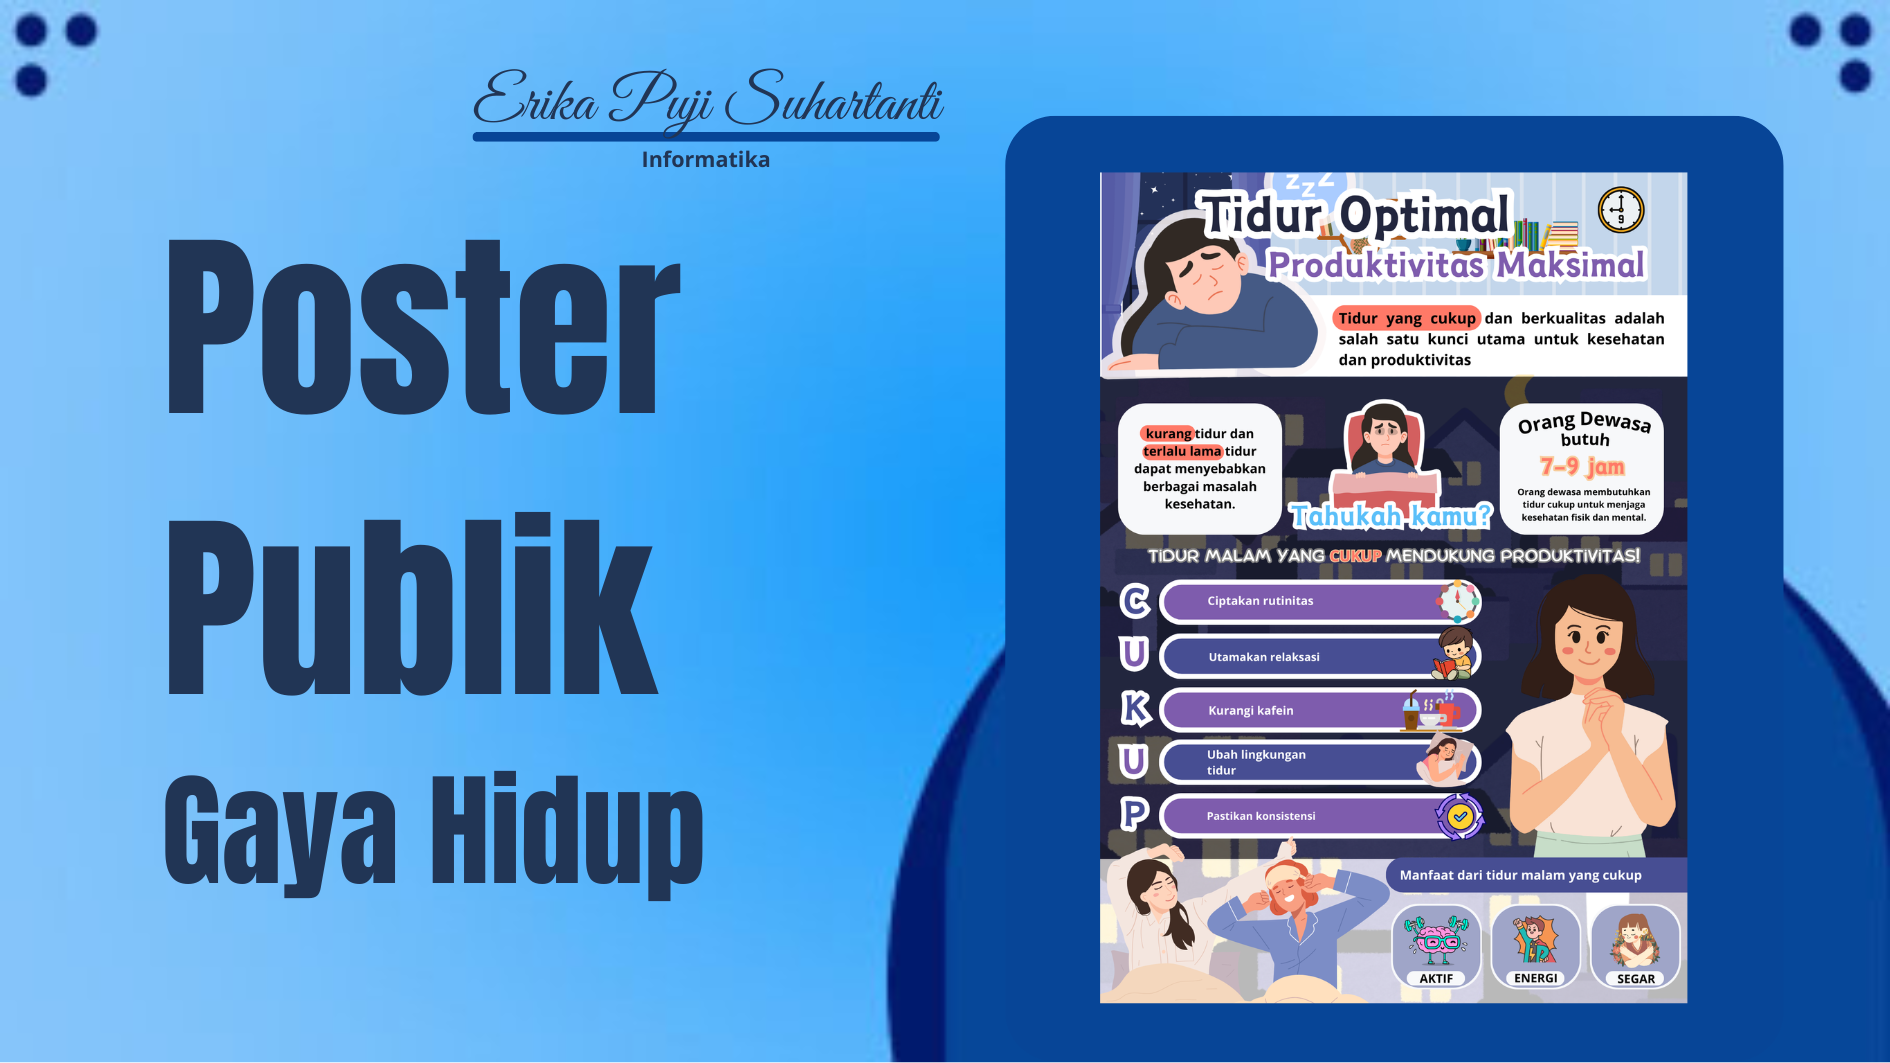 Erika Puji Suhartanti
Informatika
Poster
Publik
Gaya Hidup
zzZ
Tidur Optimal
Produktivitas Maksimal
9
Tidur yang cukup dan berkualitas adalah
salah satu kunci utama untuk kesehatan
dan produktivitas
kurang tidur dan
terlalu lama tidur
dapat menyebabkan
berbagai masalah
kesehatan.
Tahukah kamu?
Orang Dewasa
butuh
7-9 jam
Orang dewasa membutuhkan
tidur cukup untuk menjaga
kesehatan fisik dan mental.
TIDUR MALAM YANG CUKUP MENDUKUNG PRODUKTIVITAS!
C Ciptakan rutinitas
U Utamakan relaksasi
K Kurangi kafein
U Ubah lingkungan
tidur
P Pastikan konsistensi
Manfaat dari tidur malam yang cukup
AKTIF
ENERGI
SEGAR